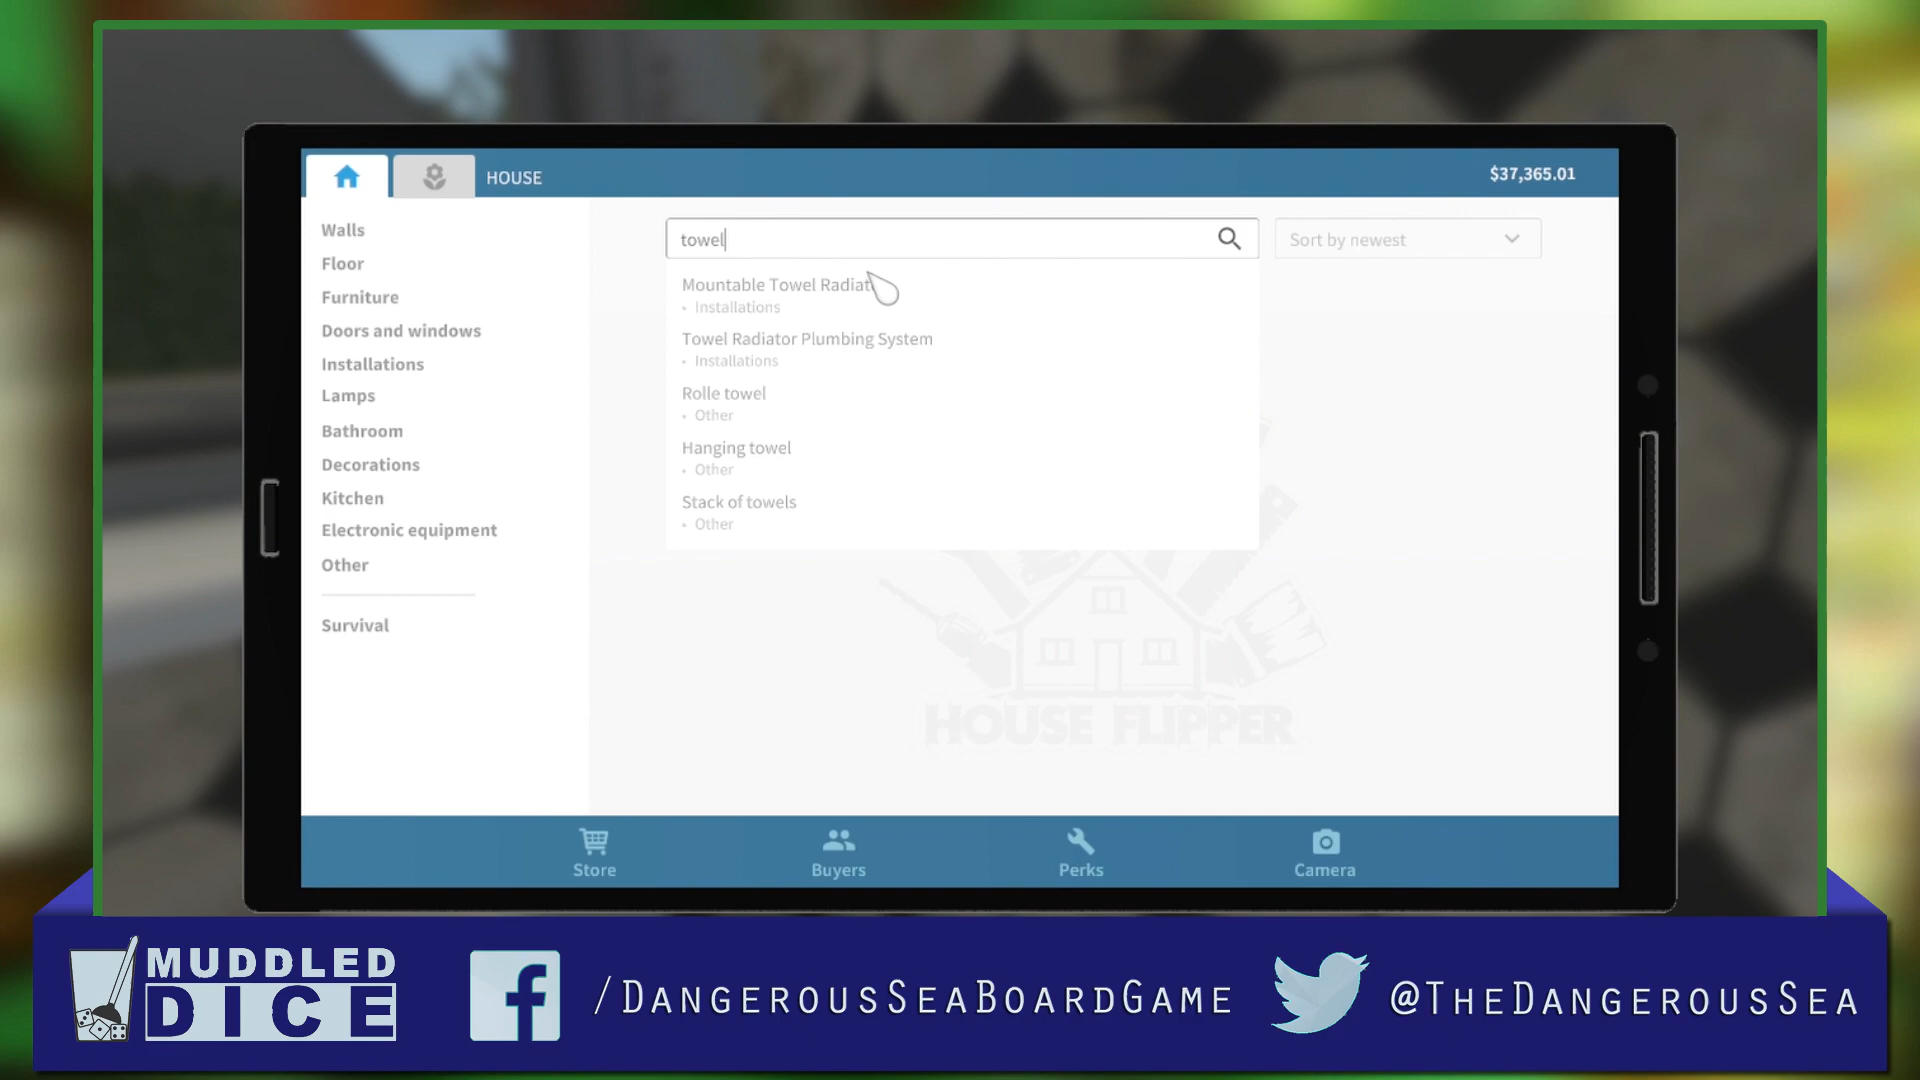 HOUSE
$37,365.01
Walls
Floor
Furniture
Doors and windows
Installations
Lamps
Bathroom
Decorations
Kitchen
Electronic equipment
Other
Survival
towel
Sort by newest
Mountable Towel Radiat
• Installations
Towel Radiator Plumbing System
• Installations
Rolle towel
• Other
Hanging towel
• Other
Stack of towels
• Other
HOUSE FLIPPER
Store
Buyers
Perks
Camera
MUDDLED
DICE
/DANGEROUSSEABOARDGAME
@THEDANGEROUSSEA